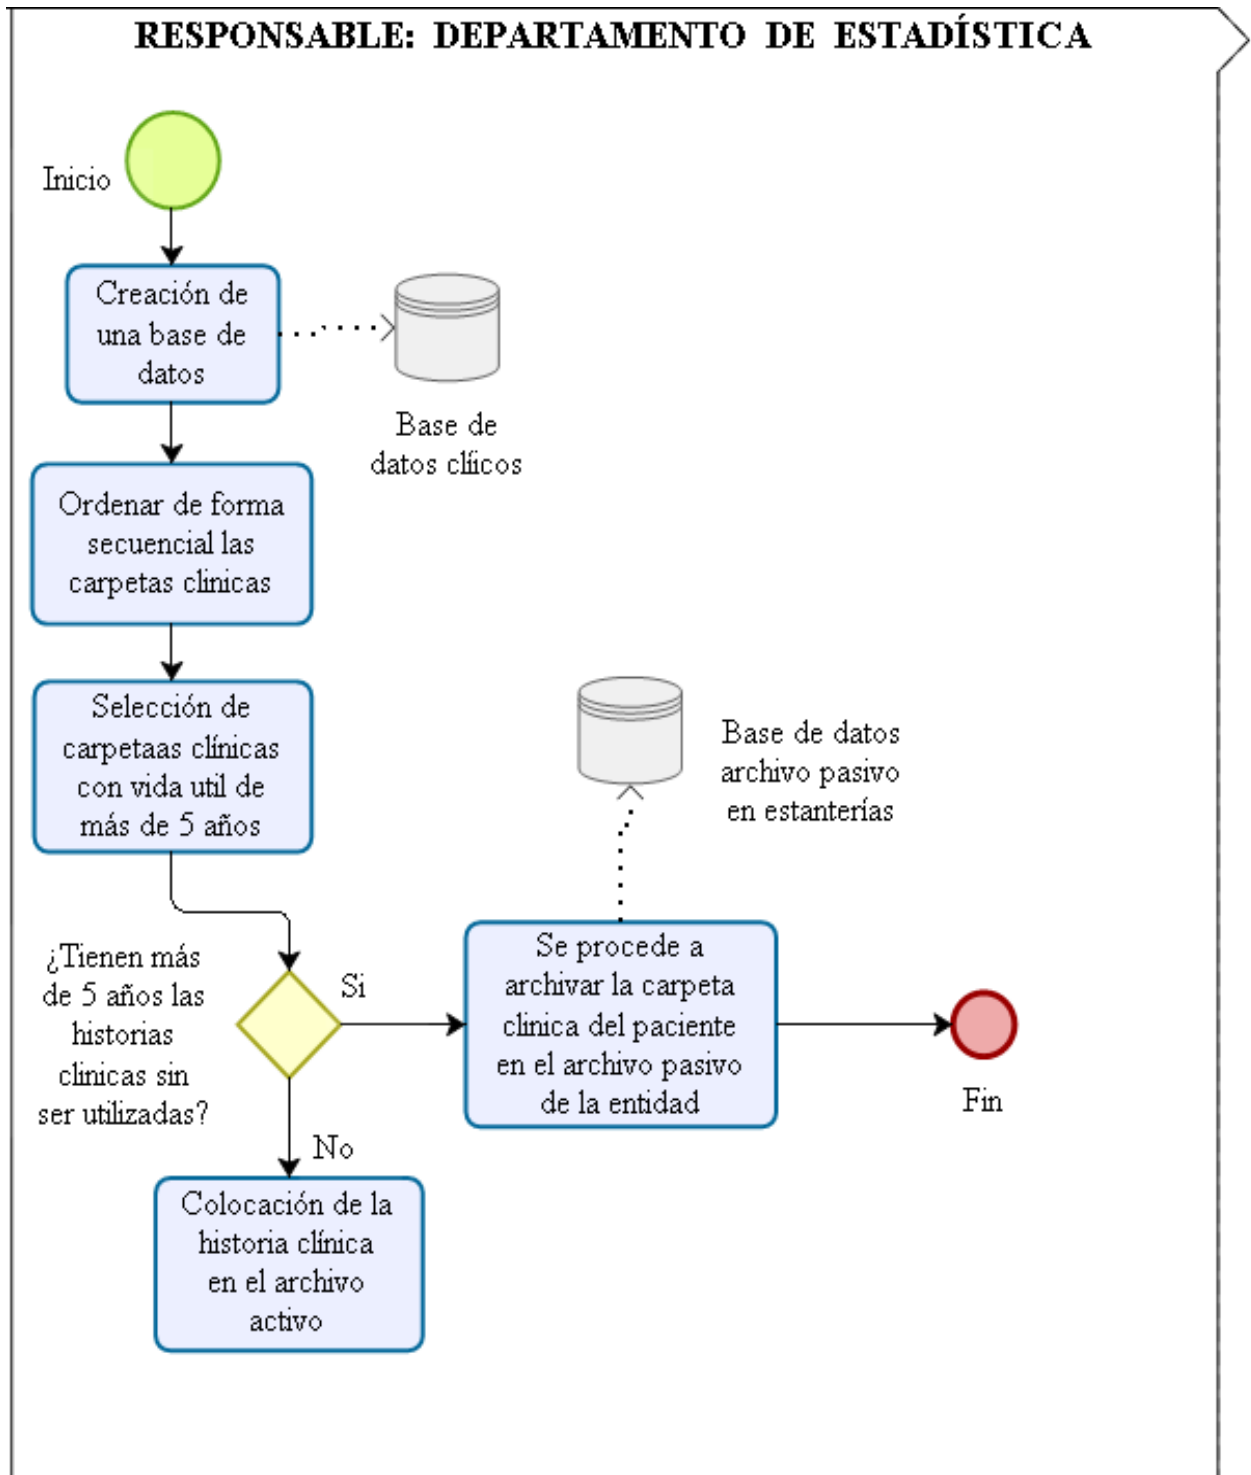 RESPONSABLE: DEPARTAMENTO DE ESTADÍSTICA
Inicio
Creación de
una base de
datos
Base de
datos clíicos
Ordenar de forma
secuencial las
carpetas clinicas
Selección de
carpetaas clínicas
con vida util de
más de 5 años
Base de datos
archivo pasivo
en estanterías
¿Tienen más
de 5 años las
historias
clinicas sin
ser utilizadas?
Si
Se procede a
archivar la carpeta
clinica del paciente
en el archivo pasivo
de la entidad
Fin
No
Colocación de la
historia clínica
en el archivo
activo